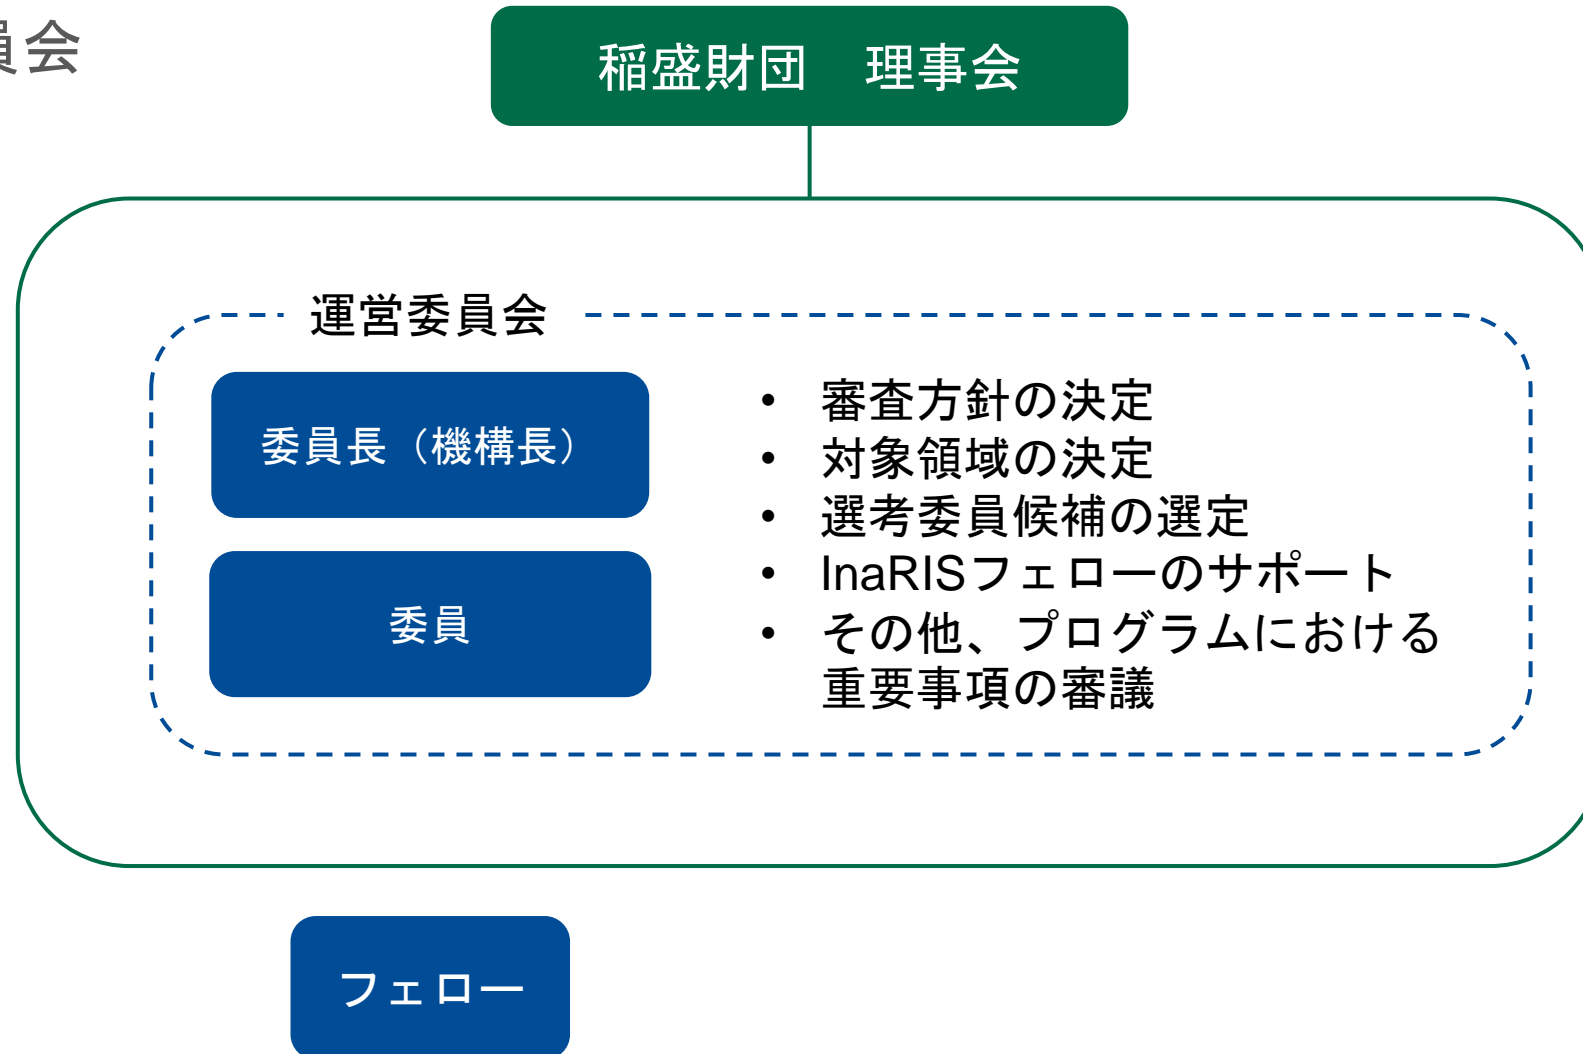 員会
稲盛財団　理事会
運営委員会
委員長（機構長）
委員
• 審査方針の決定
• 対象領域の決定
• 選考委員候補の選定
• InaRISフェローのサポート
• その他、プログラムにおける
重要事項の審議
フェロー